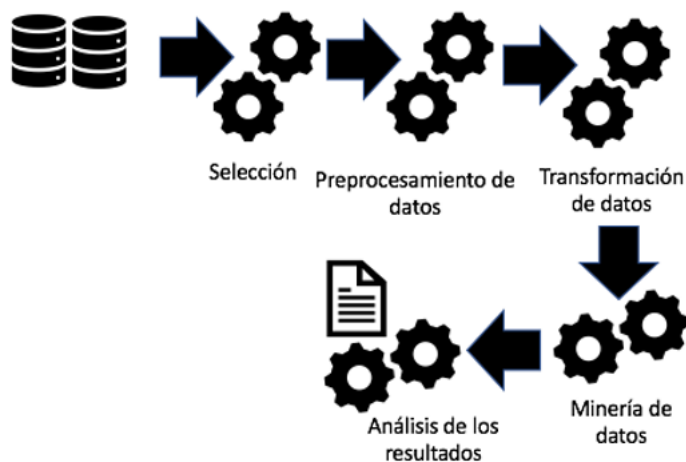 Selección
Preprocesamiento de
datos
Transformación
de datos
Minería de
datos
Análisis de los
resultados